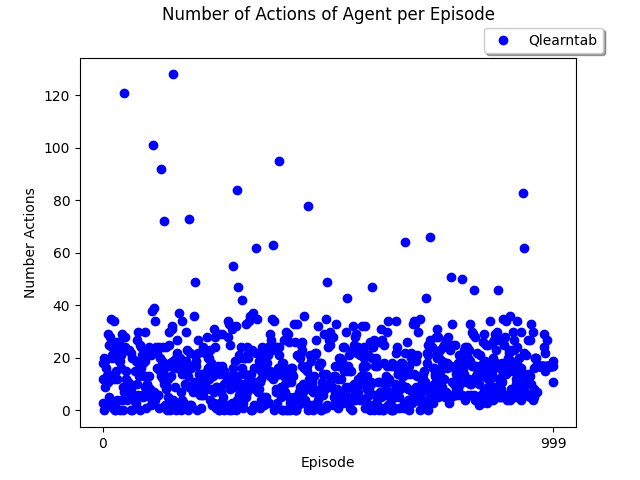 Number of Actions of Agent per Episode
Qlearntab
120
100
80
60
40
20
0
Number Actions
0
999
Episode